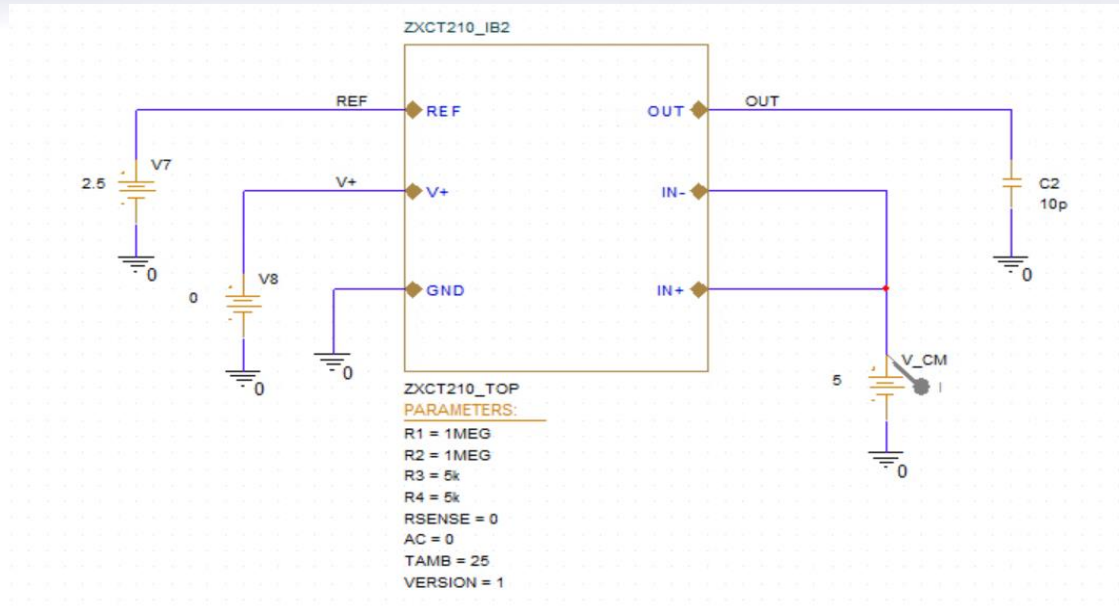 ZXCT210_IB2
REF
REF
OUT
OUT
V7
2.5
0
V+
V+
IN-
C2
10p
0
V8
0
0
GND
0
IN+
V_CM
5
I
0
ZXCT210_TOP
PARAMETERS:
R1 = 1MEG
R2 = 1MEG
R3 = 5k
R4 = 5k
RSENSE = 0
AC = 0
TAMB = 25
VERSION = 1